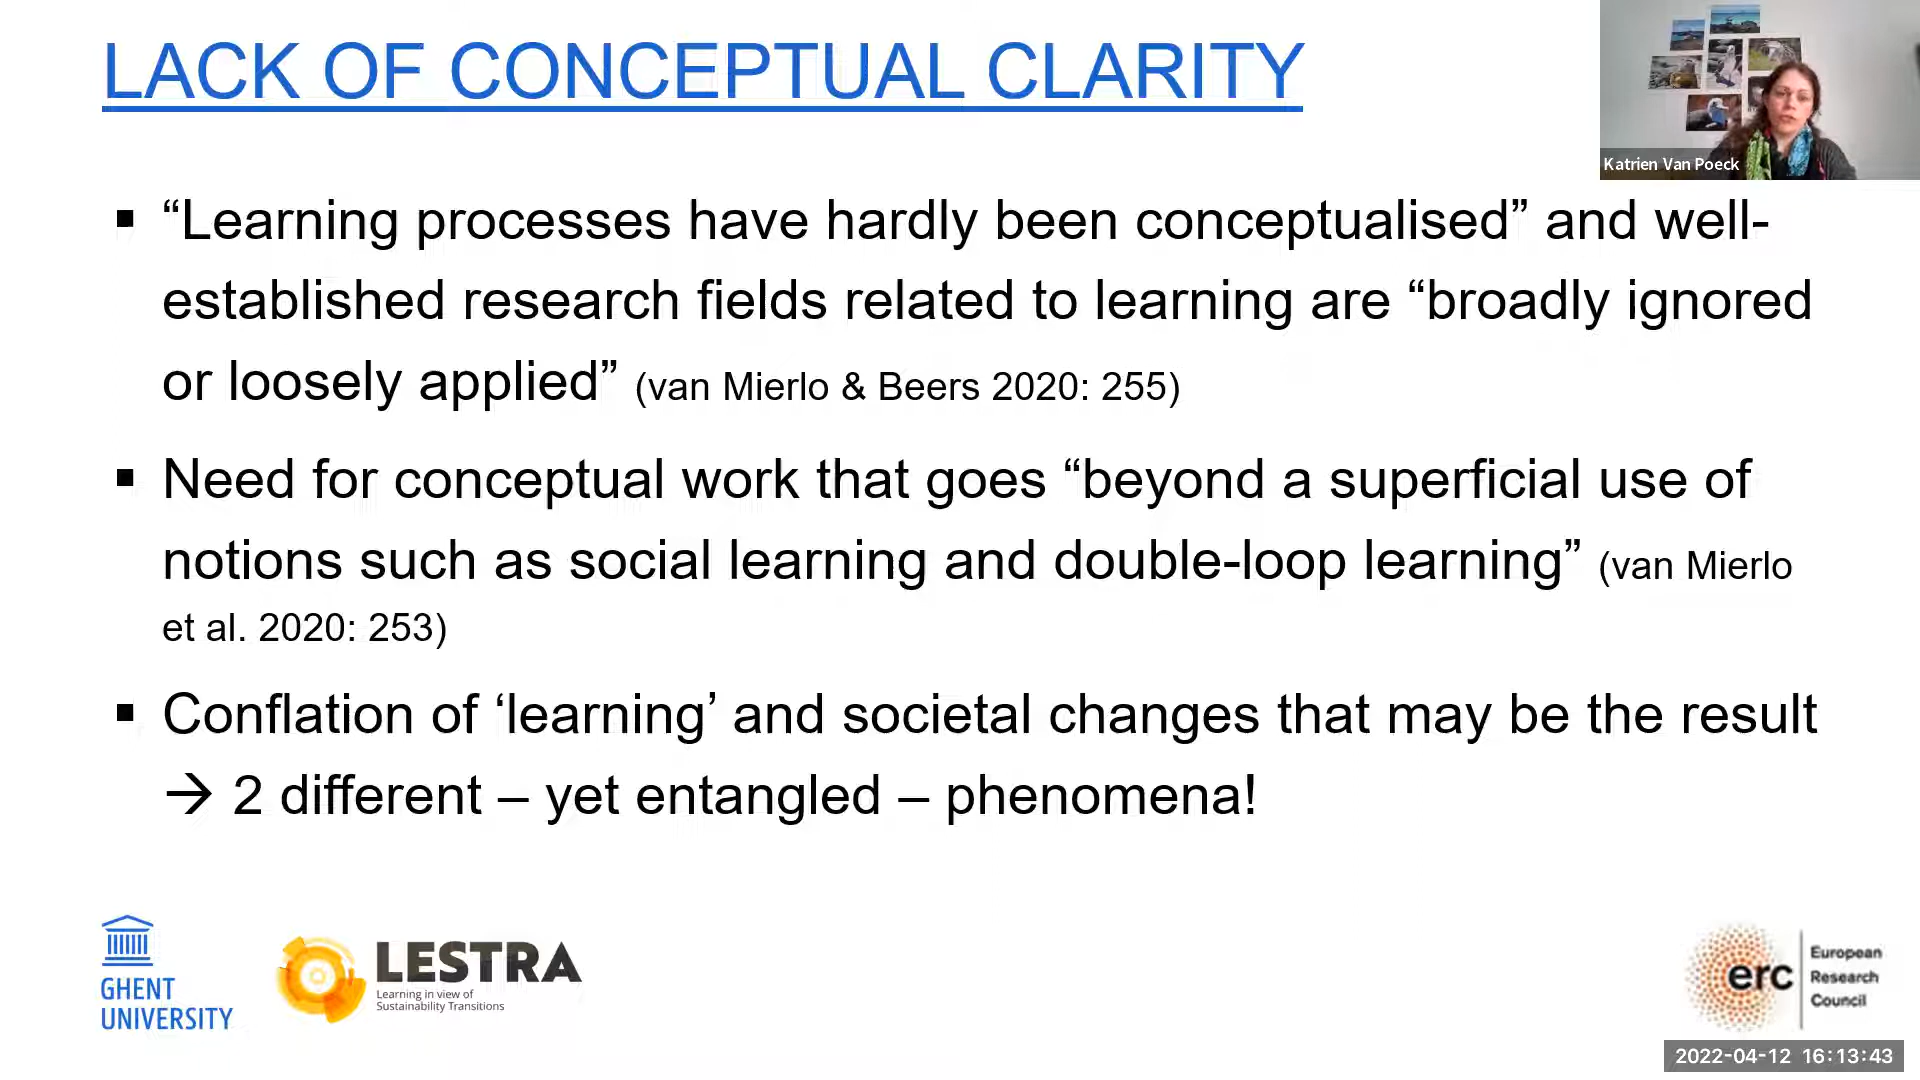 LACK OF CONCEPTUAL CLARITY
Katrien Van Poeck
▪ “Learning processes have hardly been conceptualised” and well-
established research fields related to learning are “broadly ignored
or loosely applied” (van Mierlo & Beers 2020: 255)
▪ Need for conceptual work that goes “beyond a superficial use of
notions such as social learning and double-loop learning” (van Mierlo
et al. 2020: 253)
▪ Conflation of ‘learning’ and societal changes that may be the result
→ 2 different – yet entangled – phenomena!
GHENT
UNIVERSITY
LESTRA
Learning in view of
Sustainability Transitions
erc
European
Research
Council
2022-04-12 16:13:43